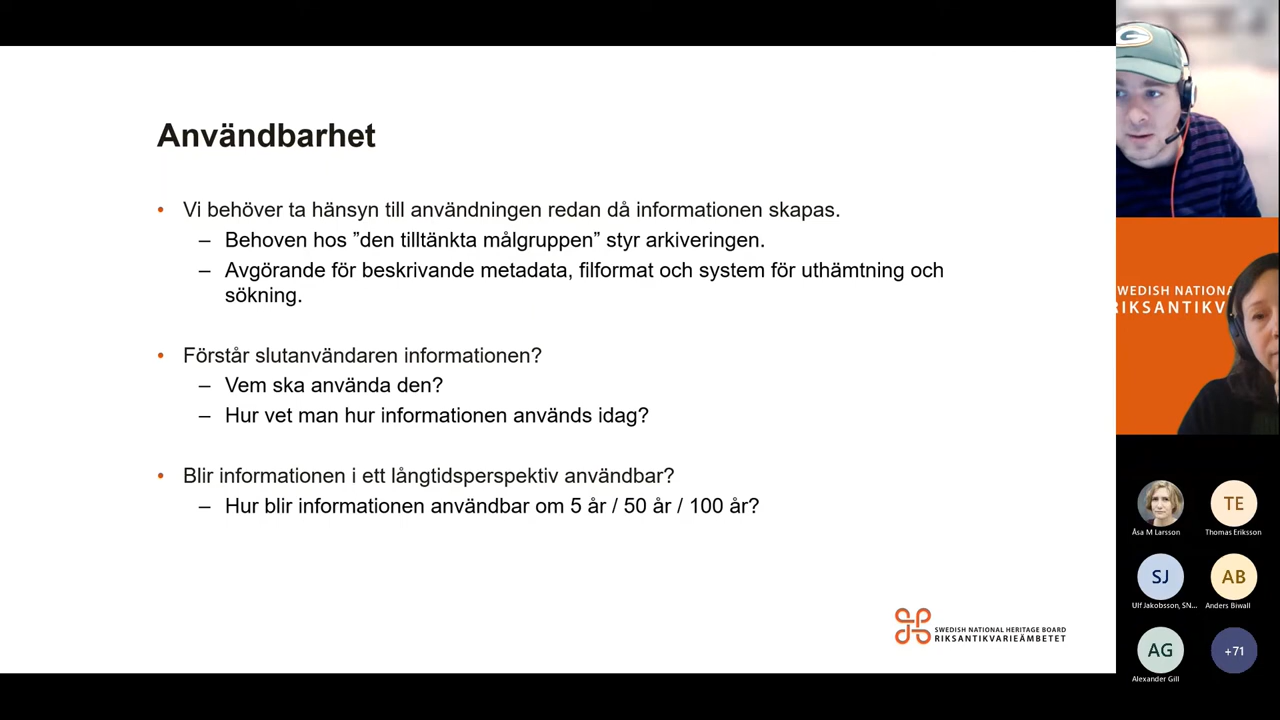 Användbarhet
• Vi behöver ta hänsyn till användningen redan då informationen skapas.
– Behoven hos ”den tilltänkta målgruppen” styr arkiveringen.
– Avgörande för beskrivande metadata, filformat och system för uthämtning och
sökning.
• Förstår slutanvändaren informationen?
– Vem ska använda den?
– Hur vet man hur informationen används idag?
• Blir informationen i ett långtidsperspektiv användbar?
– Hur blir informationen användbar om 5 år / 50 år / 100 år?
SWEDISH NATIONAL HERITAGE BOARD
RIKSANTIKVARIEÄMBETET
G
WEDISH NATIONA
RIKSANTIKV
Åsa M Larsson
TE
Thomas Eriksson
SJ
Ulf Jakobsson, SN...
AB
Anders Biwall
AG
Alexander Gill
+71